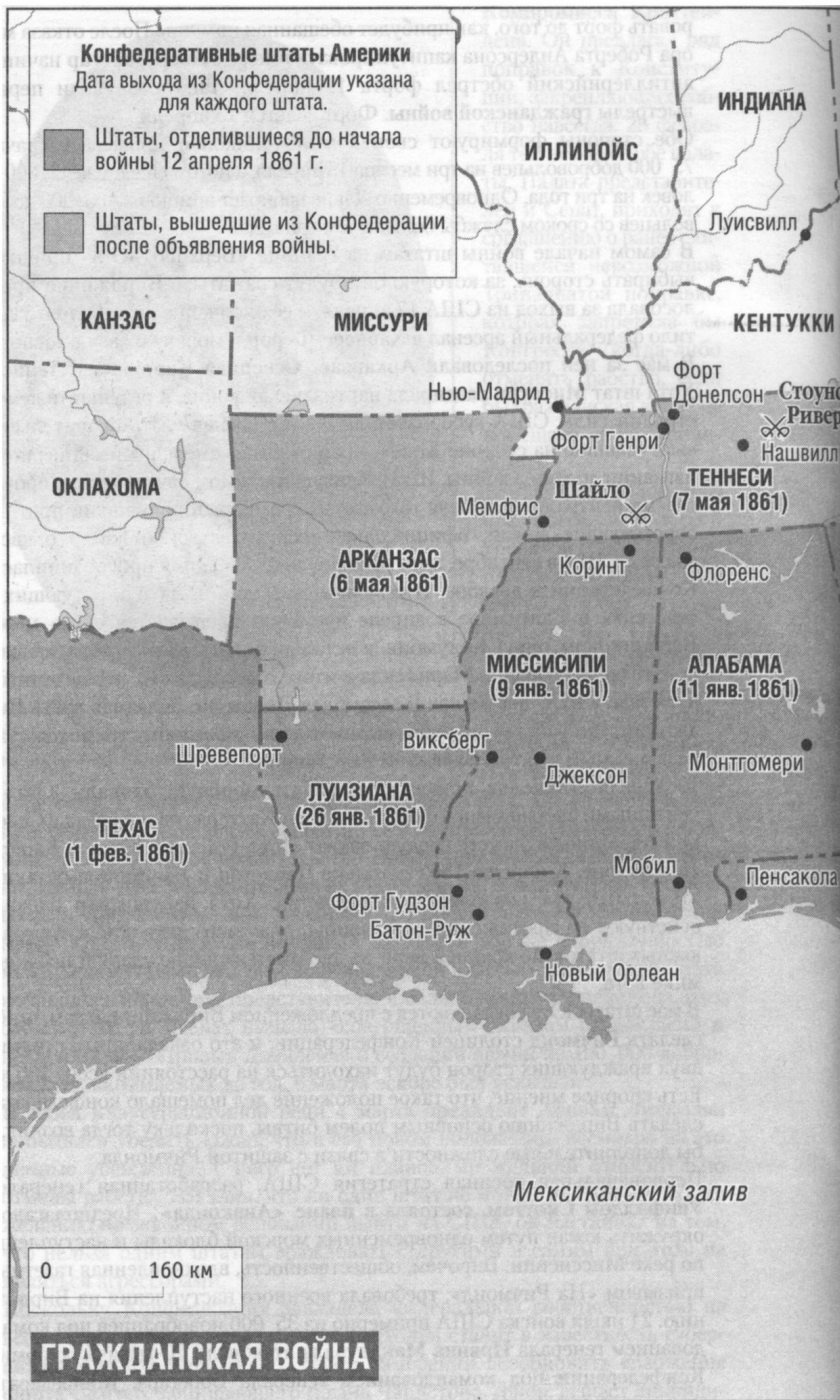 Конфедеративные штаты Америки
Дата выхода из Конфедерации указана
для каждого штата.
Штаты, отделившиеся до начала
войны 12 апреля 1861 г.
Штаты, вышедшие из Конфедерации
после объявления войны.
ИНДИАНА
ИЛЛИНОЙС
Луисвилл
КАНЗАС
МИССУРИ
КЕНТУККИ
Нью-Мадрид
Форт
Донелсон
Форт Генри
Стоунс
Ривер
Нашвилл
ОКЛАХОМА
ТЕННЕСИ
(7 мая 1861)
Мемфис
Шайло
АРКАНЗАС
(6 мая 1861)
Коринт
Флоренс
МИССИСИПИ
(9 янв. 1861)
АЛАБАМА
(11 янв. 1861)
Шревепорт
Виксберг
Джексон
Монтгомери
ЛУИЗИАНА
(26 янв. 1861)
ТЕХАС
(1 фев. 1861)
Мобил
Пенсакола
Форт Гудзон
Батон-Руж
Новый Орлеан
Мексиканский залив
0 160 км
ГРАЖДАНСКАЯ ВОЙНА